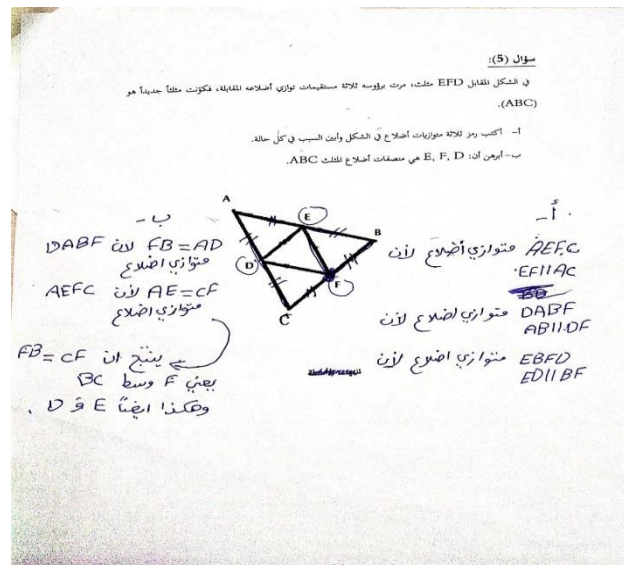 سؤال (5):
في الشكل المقابل EFD مثلث، مرت برؤوسه ثلاثة مستقيمات توازي أضلاعه المقابلة، فكوّنت مثلثاً جديداً هو
(ABC).
أ- أكتب رمز ثلاثة متوازيات أضلاع في الشكل وأبين السبب في كل حالة.
ب- أبرهن أن: E, F, D هي منصفات أضلاع المثلث ABC.
A
E
B
D
F
C
أ-
AEFC متوازي أضلاع لأن
EF∥AC
DABF متوازي اضلاع لأن
AB∥DF
EBFD متوازي اضلاع لأن
ED∥BF
ب-
FB=AD لأن DABF
متوازي اضلاع
AE=CF لأن AEFC
متوازي اضلاع
ينتج ان FB=CF
يعني F وسط BC
وهكذا ايضاً E و D.